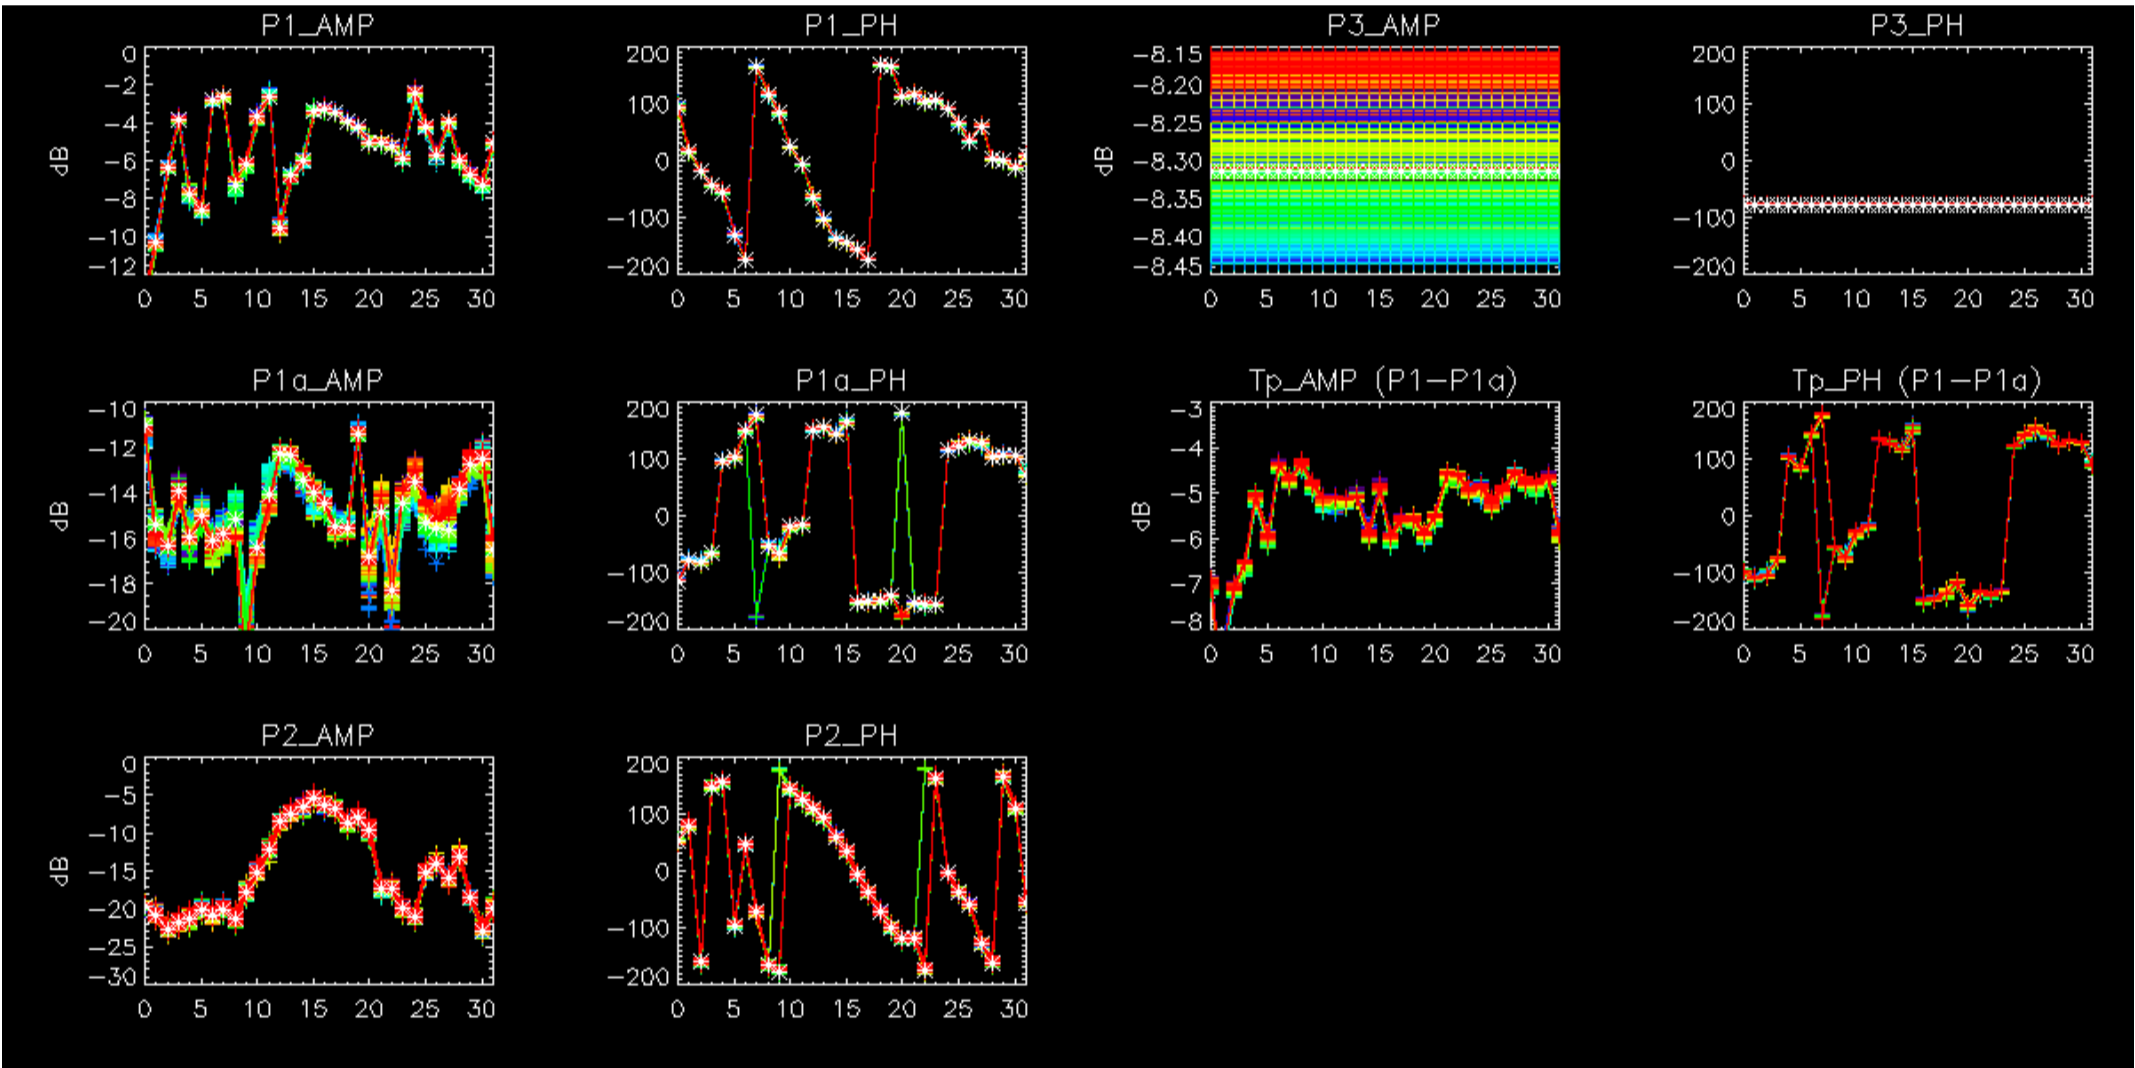 P1_AMP P1_PH P3_AMP P3_PH
0 200 -8.15 200
-2 -8.20
-4 100 -8.25 100
dB -6 0 dB -8.30 0
-8 -8.35
-10 -100 -8.40 -100
-12 -200 -8.45 -200
0 5 10 15 20 25 30 0 5 10 15 20 25 30 0 5 10 15 20 25 30 0 5 10 15 20 25 30
P1a_AMP P1a_PH Tp_AMP (P1-P1a) Tp_PH (P1-P1a)
-10 200 -3 200
-12 100 -4 100
-14 0 -5 0
dB dB
-16 -6
-18 -100 -7 -100
-20 -200 -8 -200
0 5 10 15 20 25 30 0 5 10 15 20 25 30 0 5 10 15 20 25 30 0 5 10 15 20 25 30
P2_AMP P2_PH
0 200
-5 100
-10
dB -15 0
-20 -100
-25
-30 -200
0 5 10 15 20 25 30 0 5 10 15 20 25 30